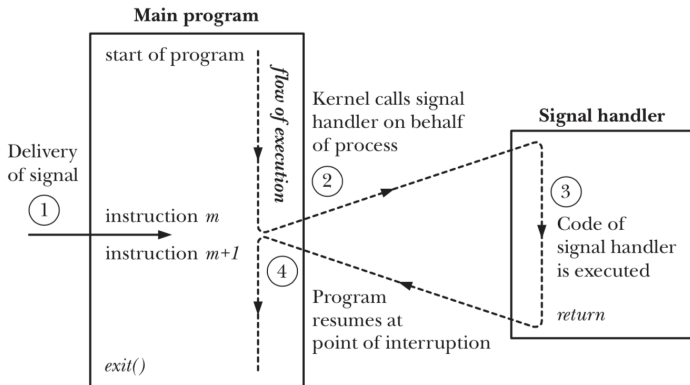 Main program
start of program
flow of execution
Kernel calls signal
handler on behalf
of process
2
Signal handler
Delivery
of signal
1
3
Code of
signal handler
is executed
instruction m
instruction m+1
4
Program
resumes at
point of interruption
return
exit()